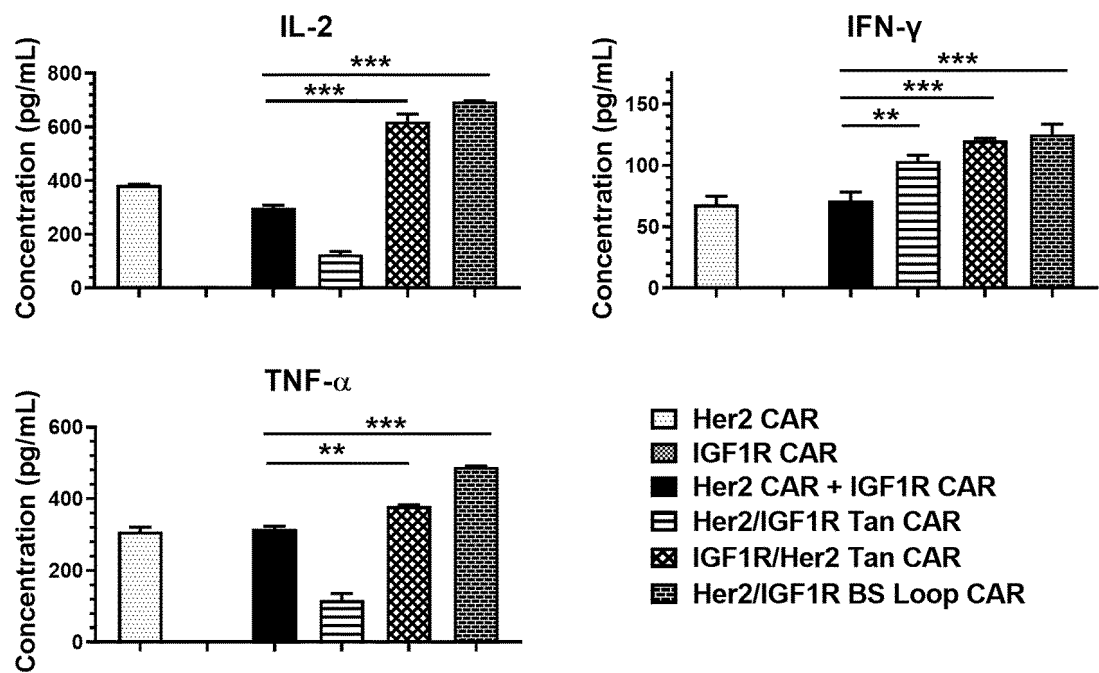 IL-2
Concentration (pg/mL)
800
600
400
200
0
***
***
IFN-γ
Concentration (pg/mL)
150
100
50
0
***
***
**
TNF-α
Concentration (pg/mL)
600
400
200
0
***
**
Her2 CAR
IGF1R CAR
Her2 CAR + IGF1R CAR
Her2/IGF1R Tan CAR
IGF1R/Her2 Tan CAR
Her2/IGF1R BS Loop CAR